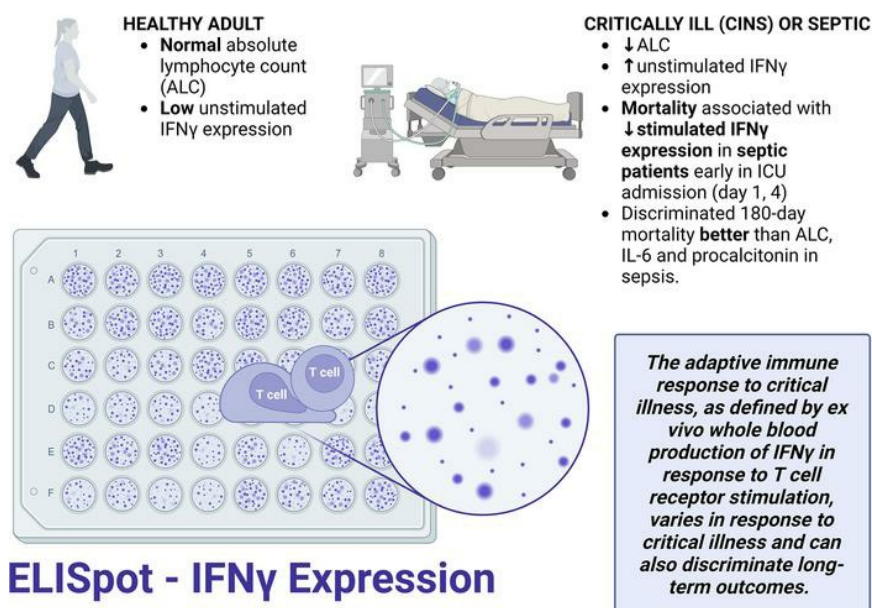 HEALTHY ADULT
• Normal absolute
lymphocyte count
(ALC)
• Low unstimulated
IFNγ expression
CRITICALLY ILL (CINS) OR SEPTIC
• ↓ALC
• ↑unstimulated IFNγ
expression
• Mortality associated with
↓stimulated IFNγ
expression in septic
patients early in ICU
admission (day 1, 4)
• Discriminated 180-day
mortality better than ALC,
IL-6 and procalcitonin in
sepsis.
1 2 3 4 5 6 7 8
A
B
C
D
E
F
T cell
T cell
The adaptive immune
response to critical
illness, as defined by ex
vivo whole blood
production of IFNγ in
response to T cell
receptor stimulation,
varies in response to
critical illness and can
also discriminate long-
term outcomes.
ELISpot - IFNγ Expression